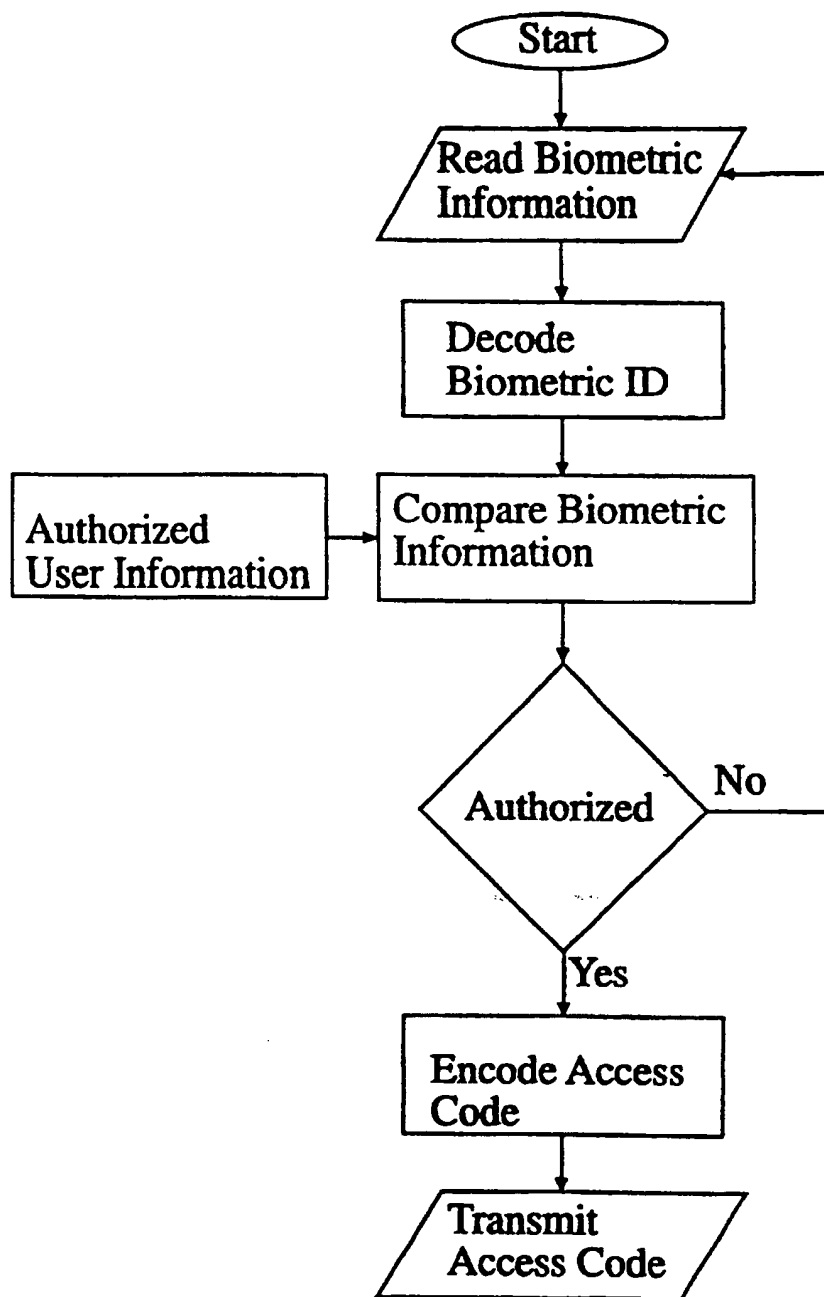 Start
Read Biometric
Information
Decode
Biometric ID
Authorized
User Information
Compare Biometric
Information
Authorized
No
Yes
Encode Access
Code
Transmit
Access Code